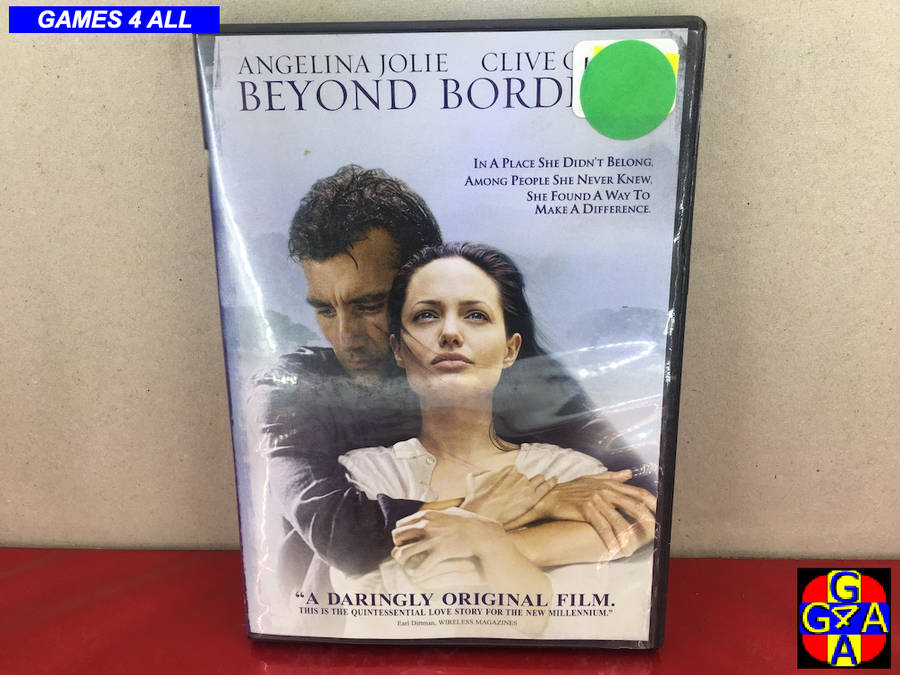 GAMES 4 ALL
ANGELINA JOLIE CLIVE
BEYOND
IN A PLACE SHE DIDN'T BELONG,
AMONG PEOPLE SHE NEVER KNEW,
SHE FOUND A WAY TO
MAKE A DIFFERENCE.
"A DARINGLY ORIGINAL FILM.
THIS IS THE QUINTESSENTIAL LOVE STORY FOR THE NEW MILLENNIUM."
Earl Dittman, WIRELESS MAGAZINES
G
G4A
A